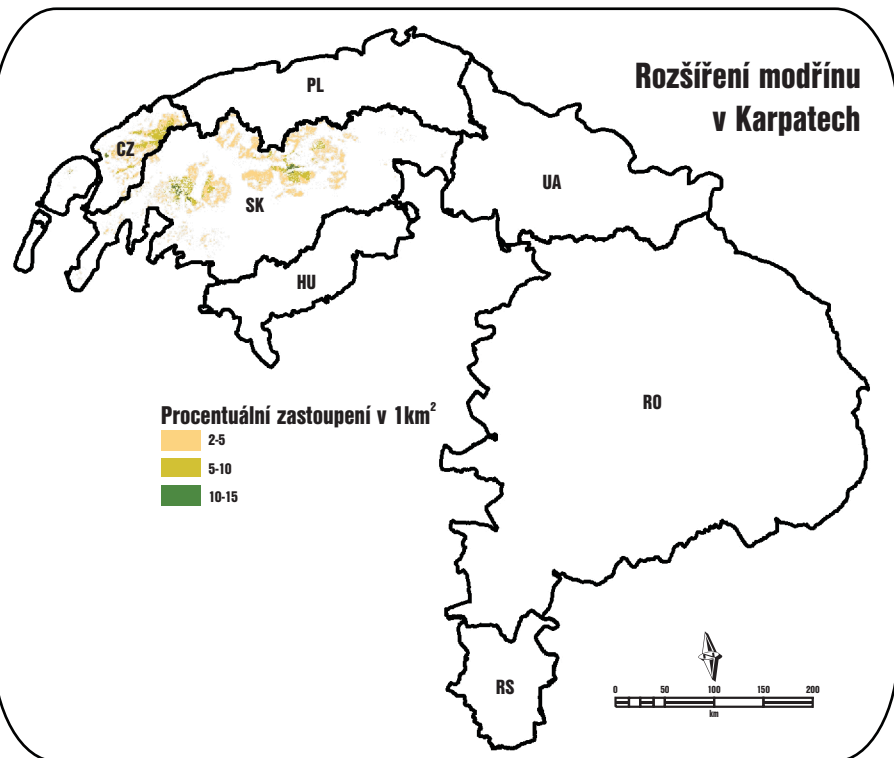 Rozšíření modřínu
v Karpatech
PL
CZ
SK
UA
HU
RO
RS
Procentuální zastoupení v 1km²
2-5
5-10
10-15
0 50 100 150 200
km